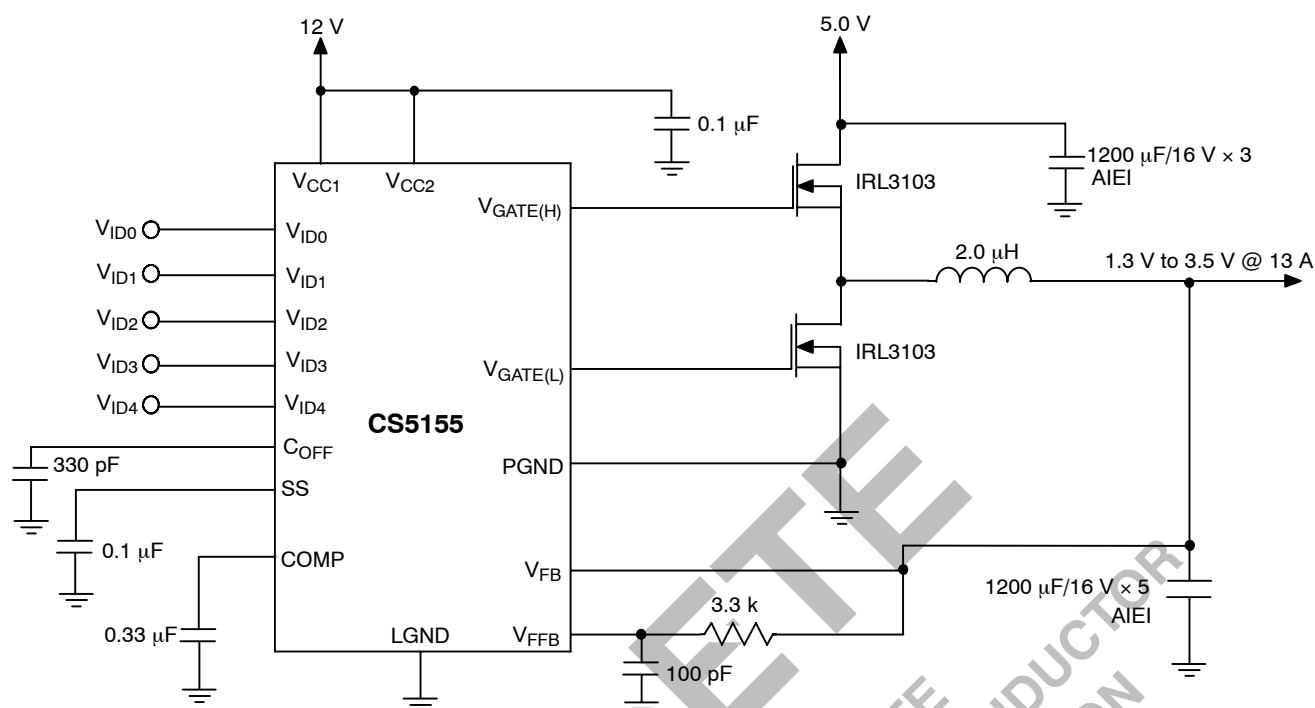 12 V
5.0 V
0.1 μF
1200 μF/16 V × 3
AIEI
IRL3103
VCC1
VCC2
VGATE(H)
VID0
VID0
VID1
VID1
VID2
VID2
VID3
VID3
VID4
VID4
2.0 μH
1.3 V to 3.5 V @ 13 A
IRL3103
VGATE(L)
CS5155
COFF
330 pF
SS
PGND
0.1 μF
COMP
VFB
1200 μF/16 V × 5
AIEI
3.3 k
0.33 μF
LGND
VFFB
100 pF
ETE